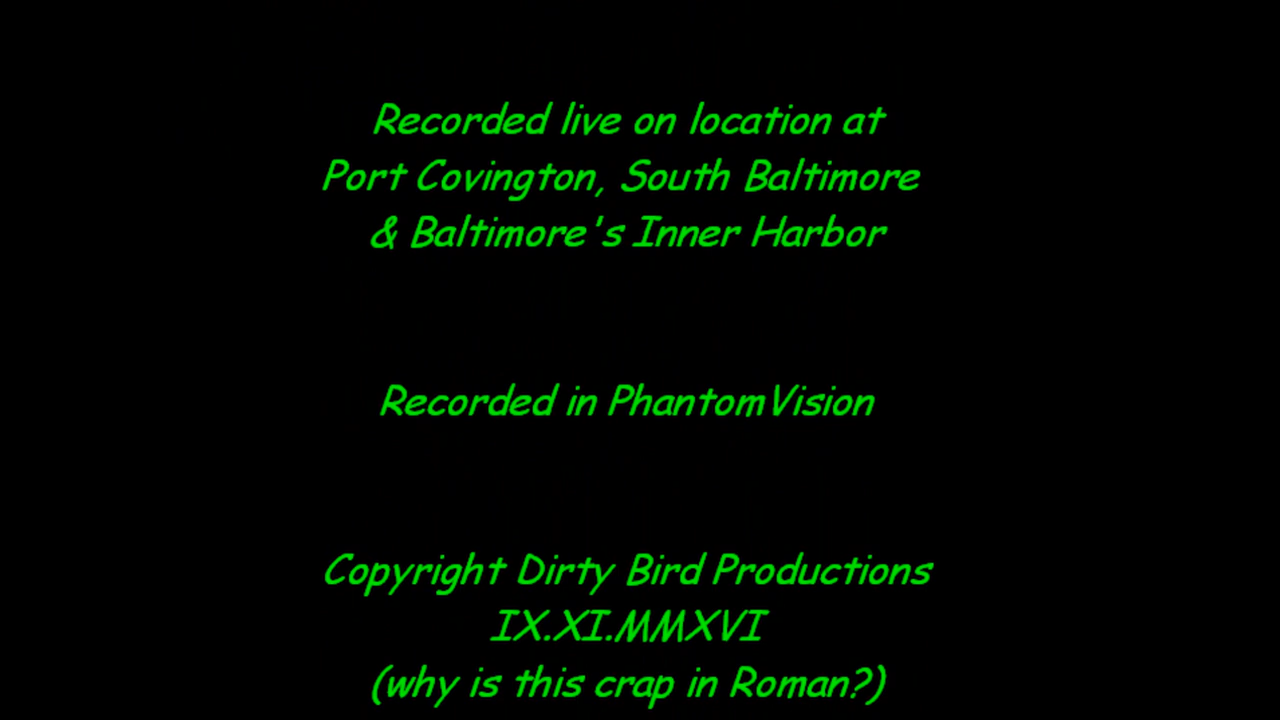 Recorded live on location at
Port Covington, South Baltimore
& Baltimore's Inner Harbor
Recorded in PhantomVision
Copyright Dirty Bird Productions
IX.XI.MMXVI
(why is this crap in Roman?)